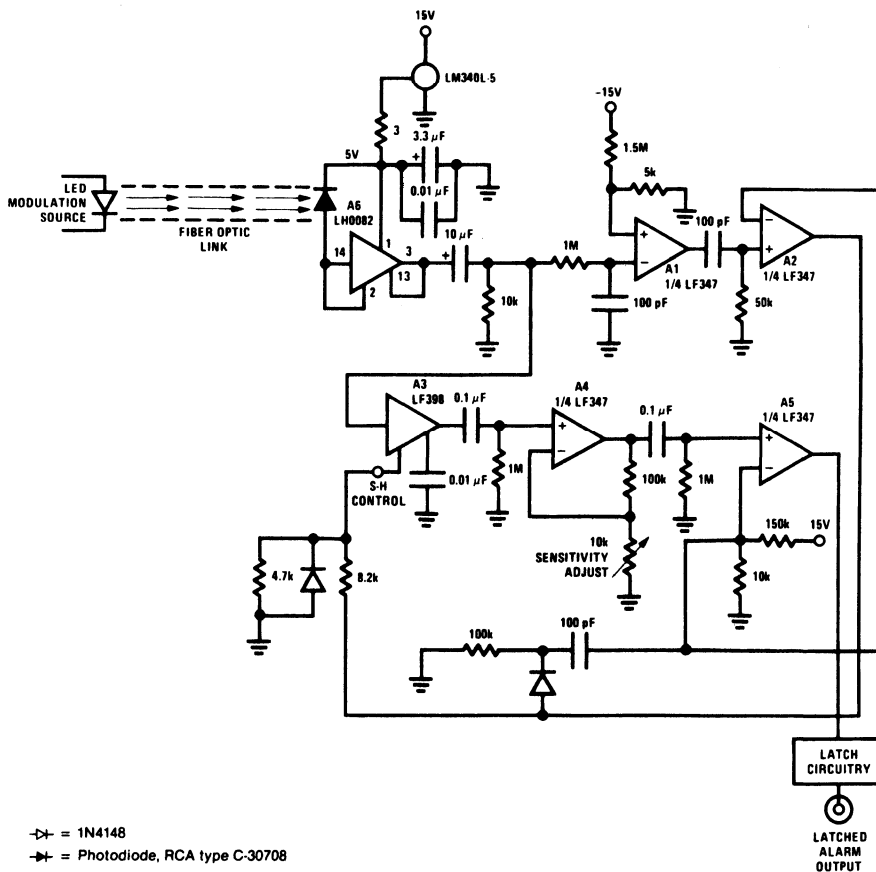 15V
LM340L-5
3
5V
3.3 µF
0.01 µF
LED
MODULATION
SOURCE
FIBER OPTIC
LINK
A6
LH0082
14
1
3
13
2
10 µF
+
+
10k
-15V
1.5M
5k
1M
100 pF
+
−
A1
1/4 LF347
100 pF
50k
−
+
A2
1/4 LF347
A3
LF398
S-H
CONTROL
0.01 µF
0.1 µF
1M
A4
1/4 LF347
+
−
100k
10k
SENSITIVITY
ADJUST
0.1 µF
1M
A5
1/4 LF347
+
−
150k
15V
10k
4.7k
8.2k
100k
100 pF
LATCH
CIRCUITRY
LATCHED
ALARM
OUTPUT
= 1N4148
= Photodiode, RCA type C-30708